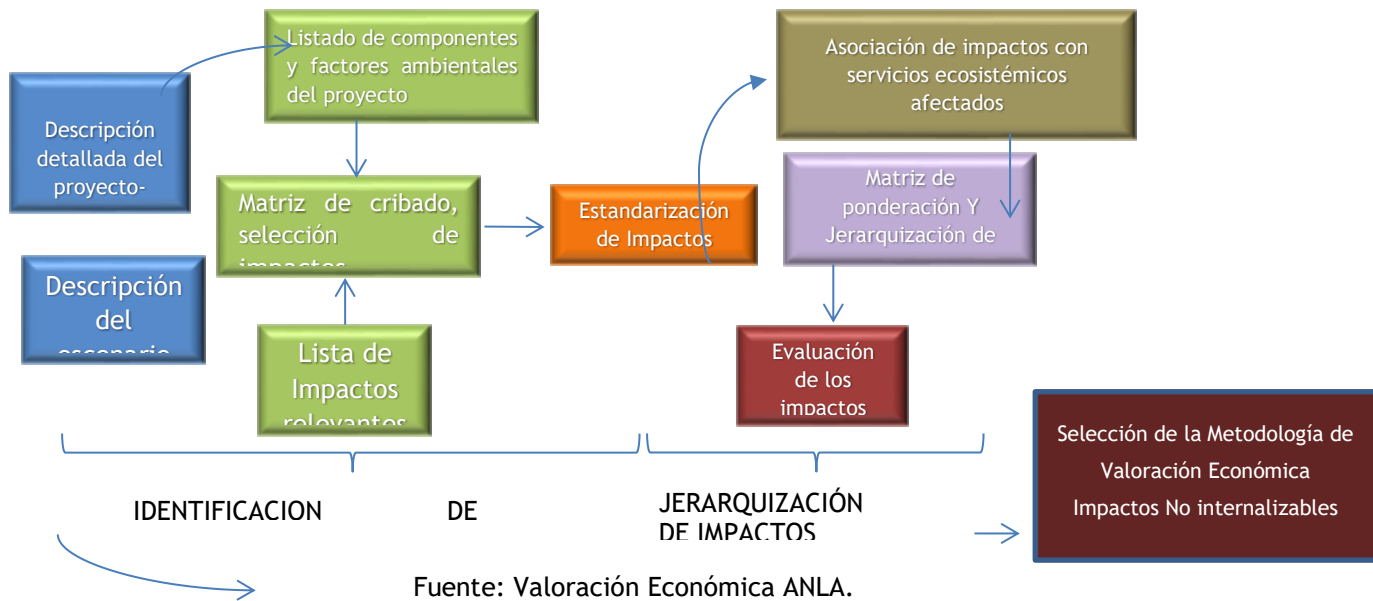 Descripción
detallada del
proyecto-
Descripción
del
escenario
Listado de componentes
y factores ambientales
del proyecto
Matriz de cribado,
selección de
impactos
Lista de
Impactos
relevantes
Estandarización
de Impactos
Asociación de impactos con
servicios ecosistémicos
afectados
Matriz de
ponderación Y
Jerarquización de
Evaluación
de los
impactos
IDENTIFICACION DE
JERARQUIZACIÓN
DE IMPACTOS
Selección de la Metodología de
Valoración Económica
Impactos No internalizables
Fuente: Valoración Económica ANLA.